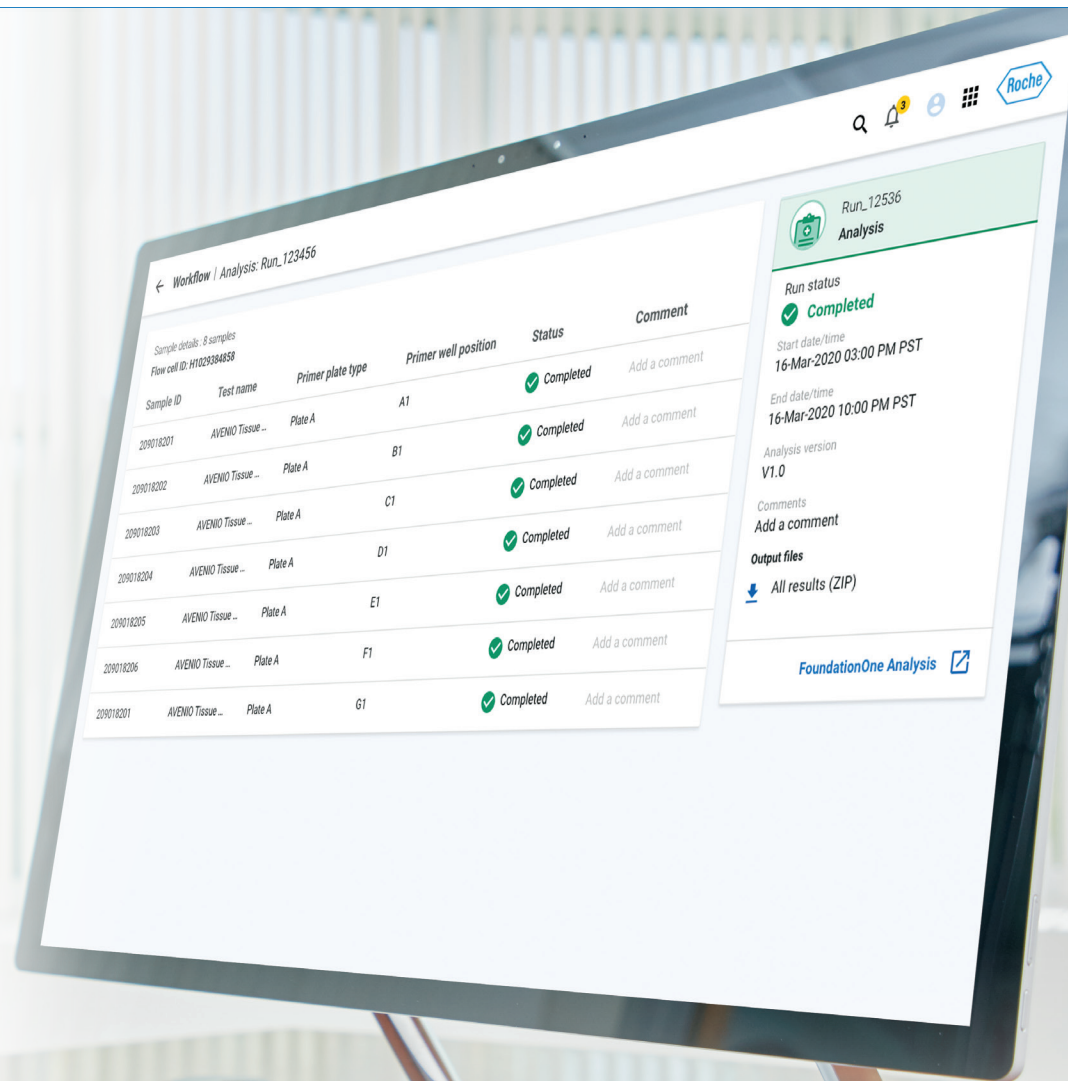 Roche
3
← Workflow | Analysis: Run_123456
Sample details : 8 samples
Flow cell ID: H1029384858
Sample ID Test name Primer plate type Primer well position Status Comment
209018201 AVENIO Tissue ... Plate A A1 Completed Add a comment
209018202 AVENIO Tissue ... Plate A B1 Completed Add a comment
209018203 AVENIO Tissue ... Plate A C1 Completed Add a comment
209018204 AVENIO Tissue ... Plate A D1 Completed Add a comment
209018205 AVENIO Tissue ... Plate A E1 Completed Add a comment
209018206 AVENIO Tissue ... Plate A F1 Completed Add a comment
209018201 AVENIO Tissue ... Plate A G1 Completed Add a comment
Run_12536
Analysis
Run status
Completed
Start date/time
16-Mar-2020 03:00 PM PST
End date/time
16-Mar-2020 10:00 PM PST
Analysis version
V1.0
Comments
Add a comment
Output files
All results (ZIP)
FoundationOne Analysis